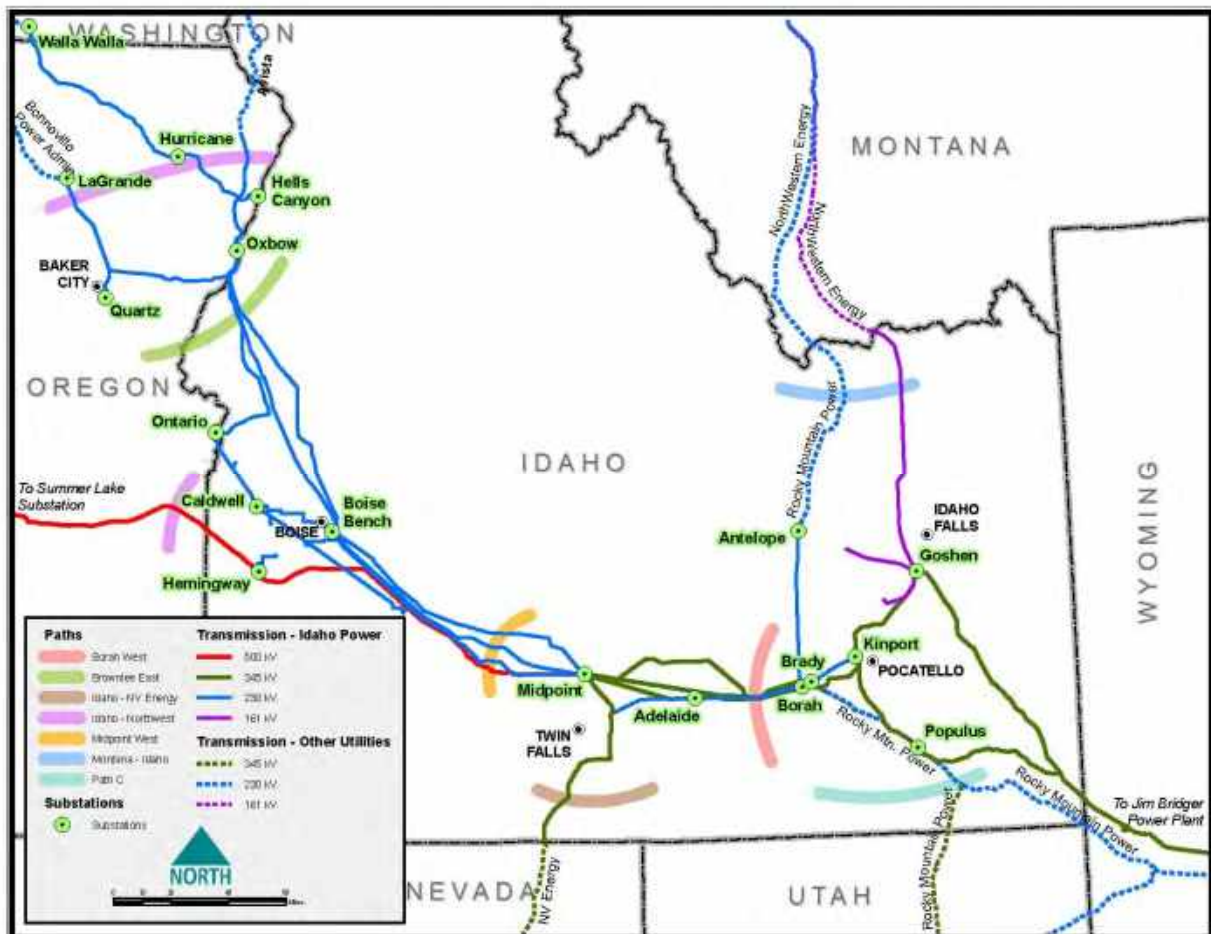 WASHINGTON
Walla Walla
Avista
Bonneville
Power Admin
Hurricane
LaGrande
Hells
Canyon
Oxbow
BAKER
CITY
Quartz
OREGON
Ontario
To Summer Lake
Substation
Caldwell
BOISE
Boise
Bench
Hemingway
IDAHO
MONTANA
NorthWestern Energy
NorthWestern Energy
Rocky Mountain Power
WYOMING
Antelope
IDAHO
FALLS
Goshen
Kinport
POCATELLO
Brady
Borah
Midpoint
Adelaide
TWIN
FALLS
Rocky Mtn. Power
Populus
Rocky Mountain Power
Rocky Mountain Power
To Jim Bridger
Power Plant
NV Energy
NEVADA
UTAH
Paths
Borah West
Brownlee East
Idaho - NV Energy
Idaho - Northwest
Midpoint West
Montana - Idaho
Path C
Substations
Substations
Transmission - Idaho Power
500 kV
345 kV
230 kV
161 kV
Transmission - Other Utilities
345 kV
230 kV
161 kV
NORTH